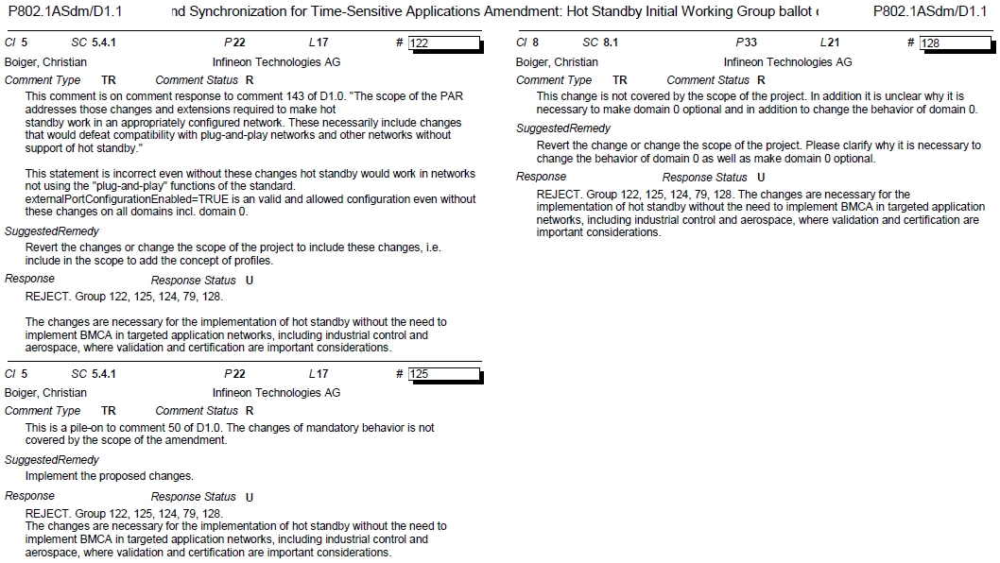 P802.1ASdm/D1.1 nd Synchronization for Time-Sensitive Applications Amendment: Hot Standby Initial Working Group ballot c P802.1ASdm/D1.1
Cl 5 SC 5.4.1 P22 L17 # 122
Boiger, Christian Infineon Technologies AG
Comment Type TR Comment Status R
This comment is on comment response to comment 143 of D1.0. "The scope of the PAR
addresses those changes and extensions required to make hot
standby work in an appropriately configured network. These necessarily include changes
that would defeat compatibility with plug-and-play networks and other networks without
support of hot standby."
This statement is incorrect even without these changes hot standby would work in networks
not using the "plug-and-play" functions of the standard.
externalPortConfigurationEnabled=TRUE is an valid and allowed configuration even without
these changes on all domains incl. domain 0.
SuggestedRemedy
Revert the changes or change the scope of the project to include these changes, i.e.
include in the scope to add the concept of profiles.
Response Response Status U
REJECT. Group 122, 125, 124, 79, 128.
The changes are necessary for the implementation of hot standby without the need to
implement BMCA in targeted application networks, including industrial control and
aerospace, where validation and certification are important considerations.
Cl 5 SC 5.4.1 P22 L17 # 125
Boiger, Christian Infineon Technologies AG
Comment Type TR Comment Status R
This is a pile-on to comment 50 of D1.0. The changes of mandatory behavior is not
covered by the scope of the amendment.
SuggestedRemedy
Implement the proposed changes.
Response Response Status U
REJECT. Group 122, 125, 124, 79, 128.
The changes are necessary for the implementation of hot standby without the need to
implement BMCA in targeted application networks, including industrial control and
aerospace, where validation and certification are important considerations.
Cl 8 SC 8.1 P33 L21 # 128
Boiger, Christian Infineon Technologies AG
Comment Type TR Comment Status R
This change is not covered by the scope of the project. In addition it is unclear why it is
necessary to make domain 0 optional and in addition to change the behavior of domain 0.
SuggestedRemedy
Revert the change or change the scope of the project. Please clarify why it is necessary to
change the behavior of domain 0 as well as make domain 0 optional.
Response Response Status U
REJECT. Group 122, 125, 124, 79, 128. The changes are necessary for the
implementation of hot standby without the need to implement BMCA in targeted application
networks, including industrial control and aerospace, where validation and certification are
important considerations.